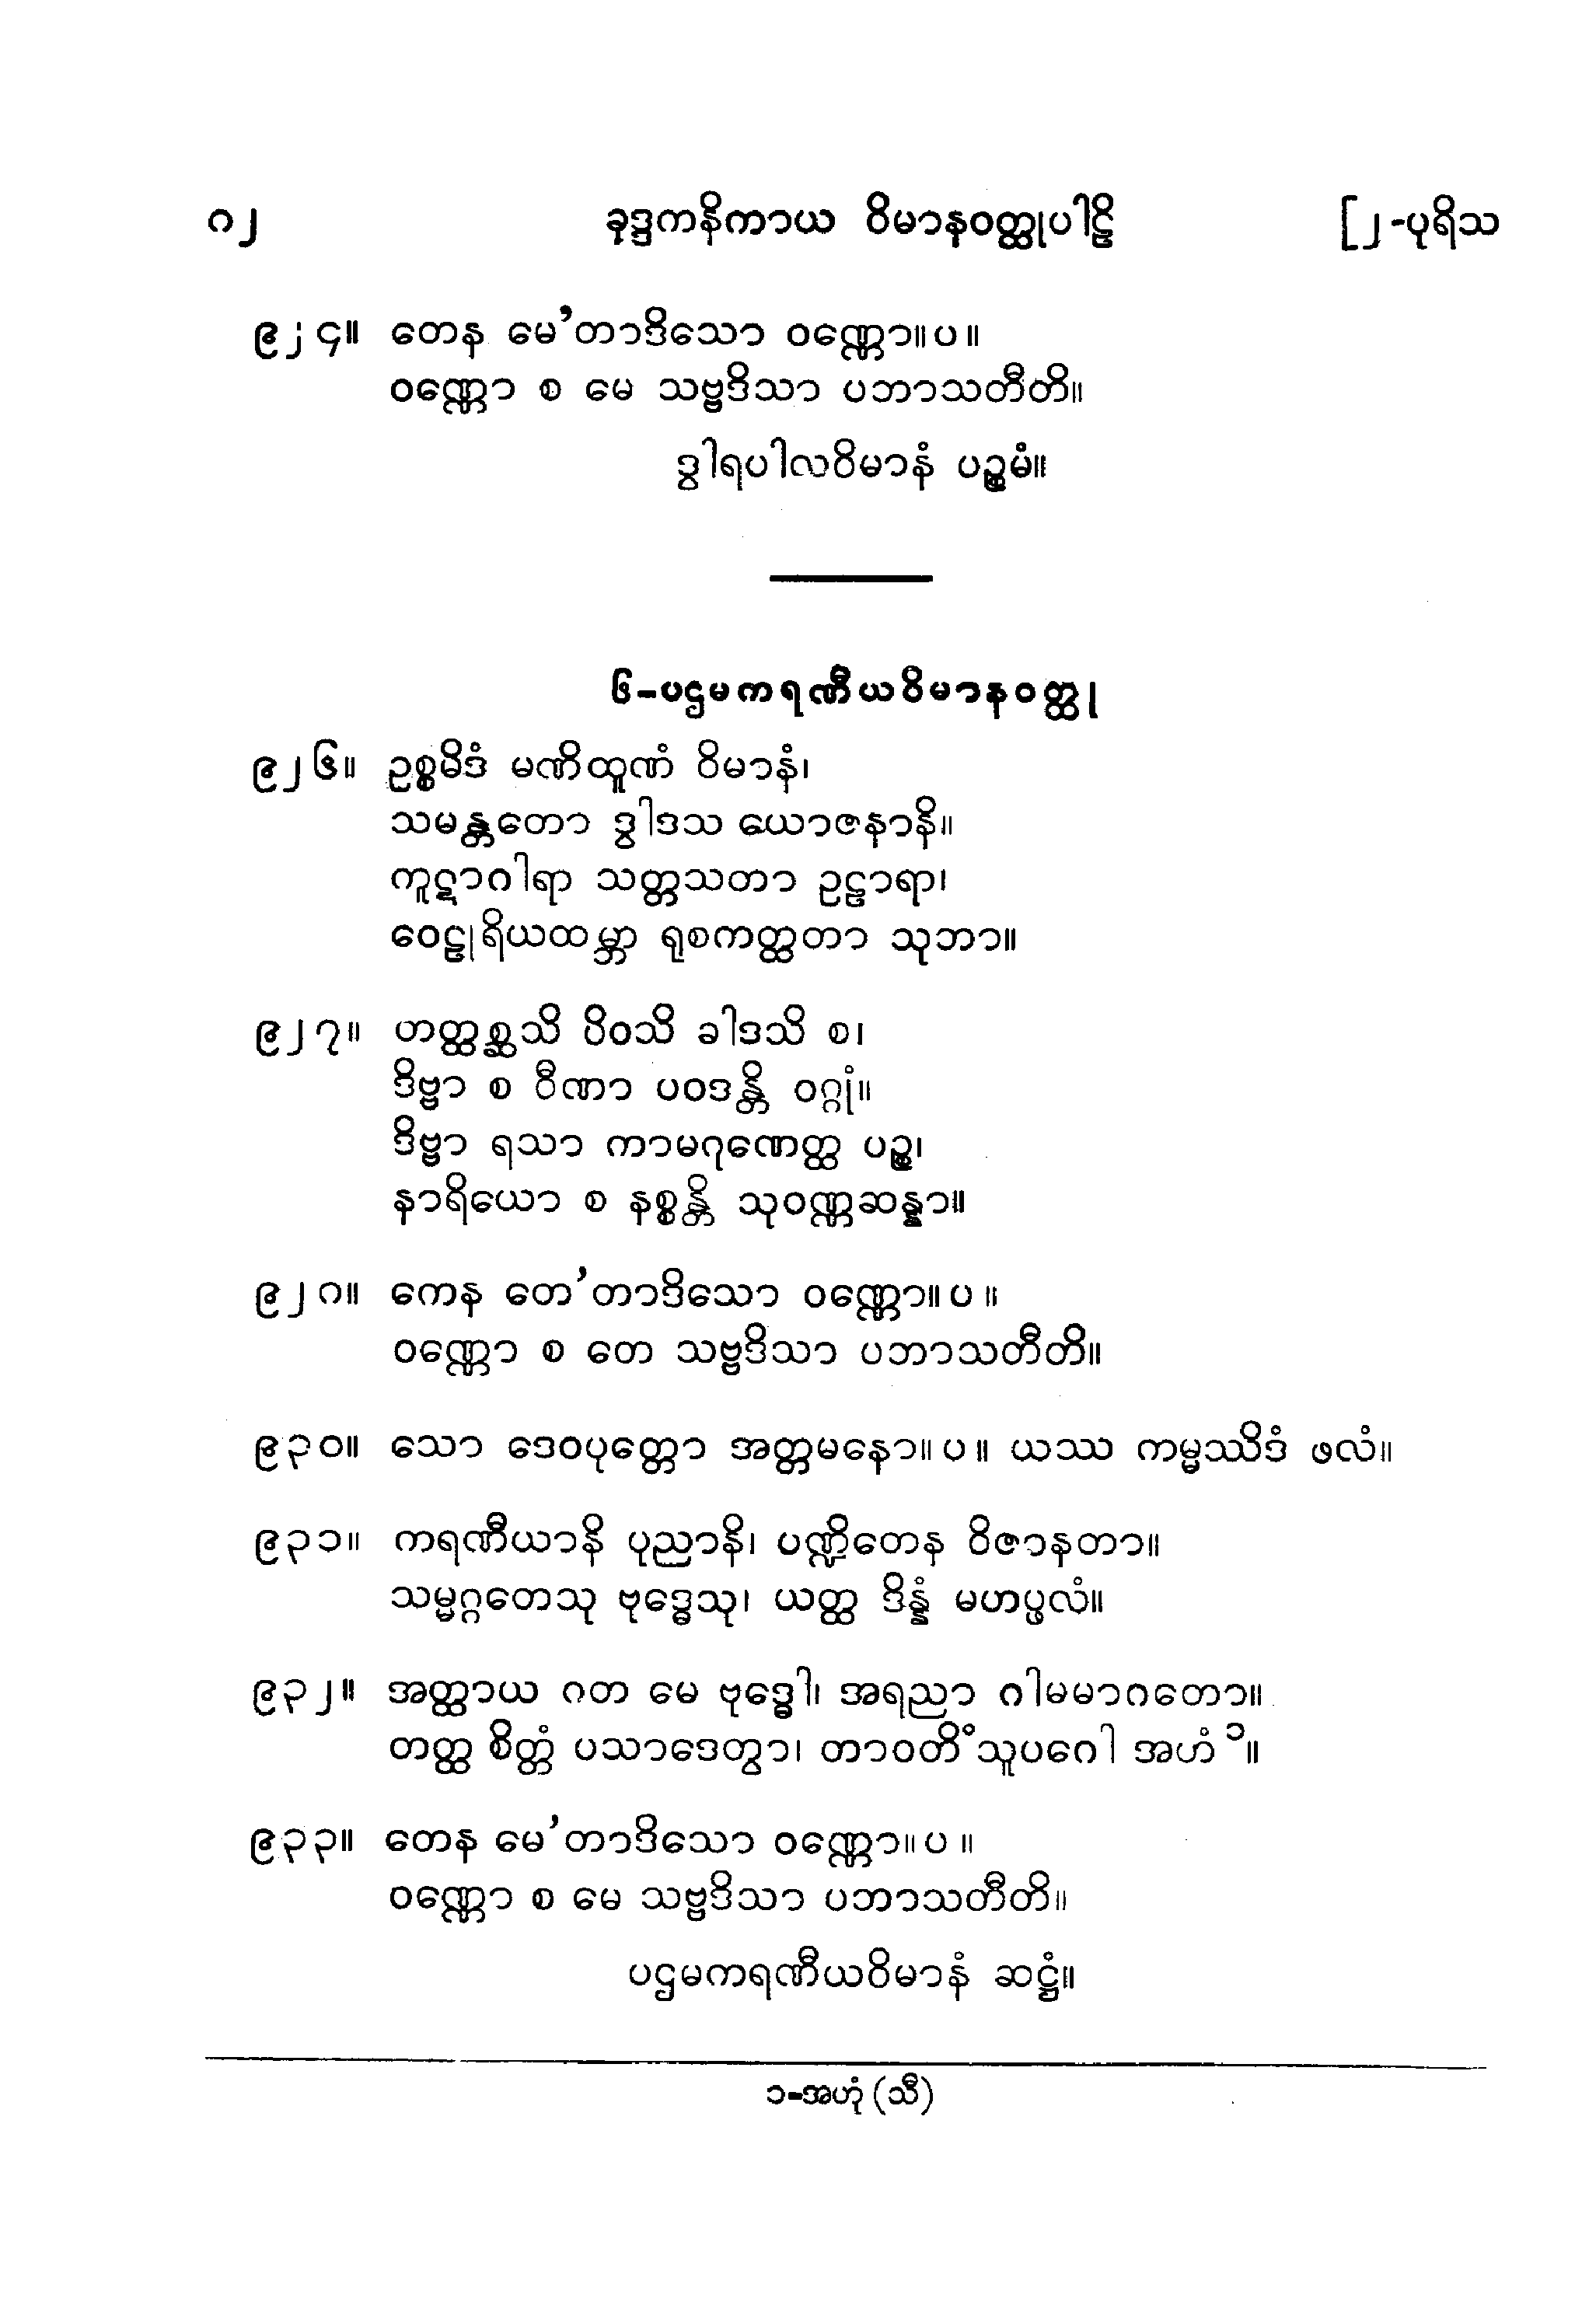 ၈၂ ခုဒ္ဒကနိကာယ ဝိမာနဝတ္ထုပါဠိ [၂-ပုရိသ
၉၂၄။ တေန မေ’တာဒိသော ဝဏ္ဏော။ပ။
ဝဏ္ဏော စ မေ သဗ္ဗဒိသာ ပဘာသတီတိ။
ဒွါရပါလဝိမာနံ ပဉ္စမံ။
၆-ပဌမကရဏီယဝိမာနဝတ္ထု
၉၂၆။ ဥစ္စမိဒံ မဏိထူဏံ ဝိမာနံ၊
သမန္တတော ဒွါဒသ ယောဇနာနိ။
ကူဋာဂါရာ သတ္တသတာ ဥဠာရာ၊
ဝေဠုရိယထမ္ဘာ ရုစကတ္ထတာ သုဘာ။
၉၂၇။ တတ္ထစ္ဆသိ ပိဝသိ ခါဒသိ စ၊
ဒိဗ္ဗာ စ ဝီဏာ ပဝဒန္တိ ဝဂ္ဂုံ။
ဒိဗ္ဗာ ရသာ ကာမဂုဏေတ္ထ ပဉ္စ၊
နာရိယော စ နစ္စန္တိ သုဝဏ္ဏဆန္နာ။
၉၂၈။ ကေန တေ’တာဒိသော ဝဏ္ဏော။ပ။
ဝဏ္ဏော စ တေ သဗ္ဗဒိသာ ပဘာသတီတိ။
၉၃၀။ သော ဒေဝပုတ္တော အတ္တမနော။ပ။ ယဿ ကမ္မဿိဒံ ဖလံ။
၉၃၁။ ကရဏီယာနိ ပုညာနိ၊ ပဏ္ဍိတေန ဝိဇာနတာ။
သမ္မဂ္ဂတေသု ဗုဒ္ဓေသု၊ ယတ္ထ ဒိန္နံ မဟပ္ဖလံ။
၉၃၂။ အတ္ထာယ ဝတ မေ ဗုဒ္ဓေါ၊ အရညာ ဂါမမာဂတော။
တတ္ထ စိတ္တံ ပသာဒေတွာ၊ တာဝတိံသူပဂေါ အဟံ ၁။
၉၃၃။ တေန မေ’တာဒိသော ဝဏ္ဏော။ပ။
ဝဏ္ဏော စ မေ သဗ္ဗဒိသာ ပဘာသတီတိ။
ပဌမကရဏီယဝိမာနံ ဆဋ္ဌံ။
၁-အဟုံ (သီ)